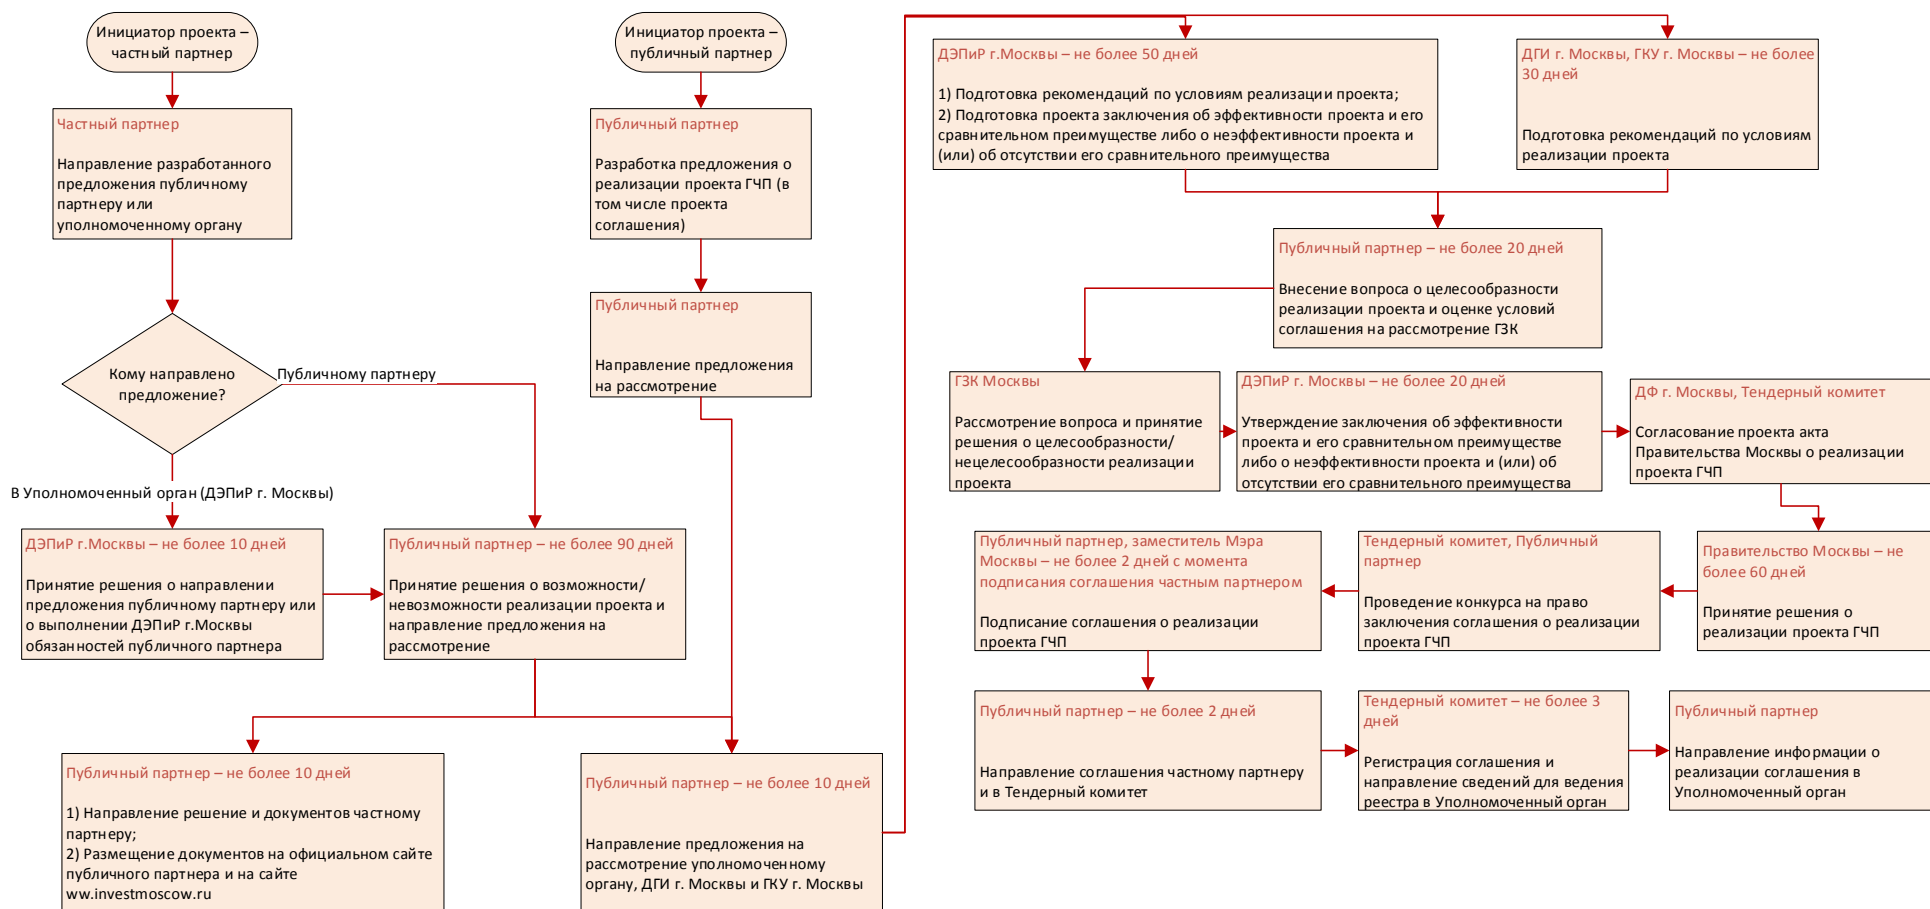 Инициатор проекта –
частный партнер
Частный партнер
Направление разработанного
предложения публичному
партнеру или
уполномоченному органу
Кому направлено
предложение?
Публичному партнеру
В Уполномоченный орган (ДЭПиР г. Москвы)
ДЭПиР г.Москвы – не более 10 дней
Принятие решения о направлении
предложения публичному партнеру или
о выполнении ДЭПиР г.Москвы
обязанностей публичного партнера
Публичный партнер – не более 90 дней
Принятие решения о возможности/
невозможности реализации проекта и
направление предложения на
рассмотрение
Публичный партнер – не более 10 дней
1) Направление решение и документов частному
партнеру;
2) Размещение документов на официальном сайте
публичного партнера и на сайте
ww.investmoscow.ru
Инициатор проекта –
публичный партнер
Публичный партнер
Разработка предложения о
реализации проекта ГЧП (в
том числе проекта
соглашения)
Публичный партнер
Направление предложения
на рассмотрение
Публичный партнер – не более 10 дней
Направление предложения на
рассмотрение уполномоченному
органу, ДГИ г. Москвы и ГКУ г. Москвы
ДЭПиР г.Москвы – не более 50 дней
1) Подготовка рекомендаций по условиям реализации проекта;
2) Подготовка проекта заключения об эффективности проекта и его
сравнительном преимуществе либо о неэффективности проекта и
(или) об отсутствии его сравнительного преимущества
ДГИ г. Москвы, ГКУ г. Москвы – не более
30 дней
Подготовка рекомендаций по условиям
реализации проекта
Публичный партнер – не более 20 дней
Внесение вопроса о целесообразности
реализации проекта и оценке условий
соглашения на рассмотрение ГЗК
ГЗК Москвы
Рассмотрение вопроса и принятие
решения о целесообразности/
нецелесообразности реализации
проекта
ДЭПиР г. Москвы – не более 20 дней
Утверждение заключения об эффективности
проекта и его сравнительном преимуществе
либо о неэффективности проекта и (или) об
отсутствии его сравнительного преимущества
ДФ г. Москвы, Тендерный комитет
Согласование проекта акта
Правительства Москвы о реализации
проекта ГЧП
Правительство Москвы – не
более 60 дней
Принятие решения о
реализации проекта ГЧП
Тендерный комитет, Публичный
партнер
Проведение конкурса на право
заключения соглашения о реализации
проекта ГЧП
Публичный партнер, заместитель Мэра
Москвы – не более 2 дней с момента
подписания соглашения частным партнером
Подписание соглашения о реализации
проекта ГЧП
Публичный партнер – не более 2 дней
Направление соглашения частному партнеру
и в Тендерный комитет
Тендерный комитет – не более 3
дней
Регистрация соглашения и
направление сведений для ведения
реестра в Уполномоченный орган
Публичный партнер
Направление информации о
реализации соглашения в
Уполномоченный орган